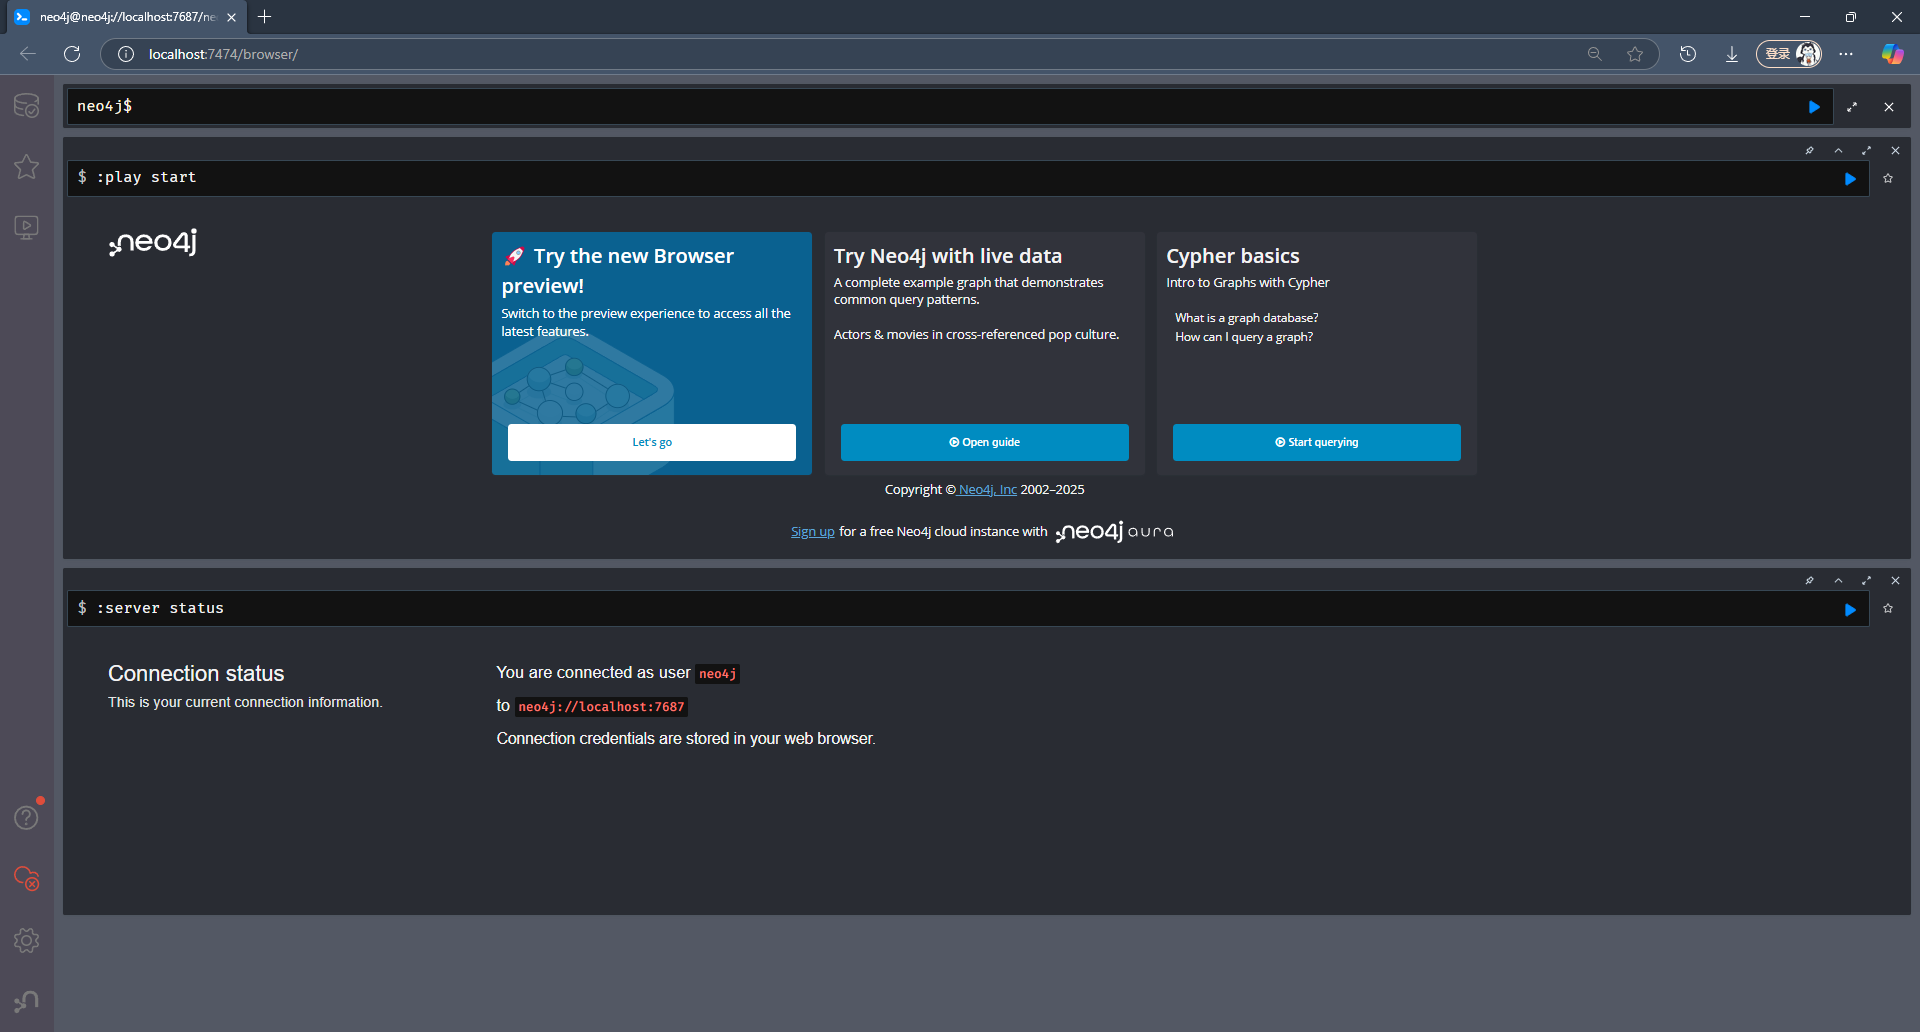 neo4j@neo4j://localhost:7687/ne
localhost:7474/browser/
登录
neo4j$
$ :play start
neo4j
🚀 Try the new Browser
preview!
Switch to the preview experience to access all the
latest features.
Let's go
Try Neo4j with live data
A complete example graph that demonstrates
common query patterns.
Actors & movies in cross-referenced pop culture.
Open guide
Cypher basics
Intro to Graphs with Cypher
What is a graph database?
How can I query a graph?
Start querying
Copyright © Neo4j, Inc 2002–2025
Sign up for a free Neo4j cloud instance with neo4j aura
$ :server status
Connection status
This is your current connection information.
You are connected as user neo4j
to neo4j://localhost:7687
Connection credentials are stored in your web browser.